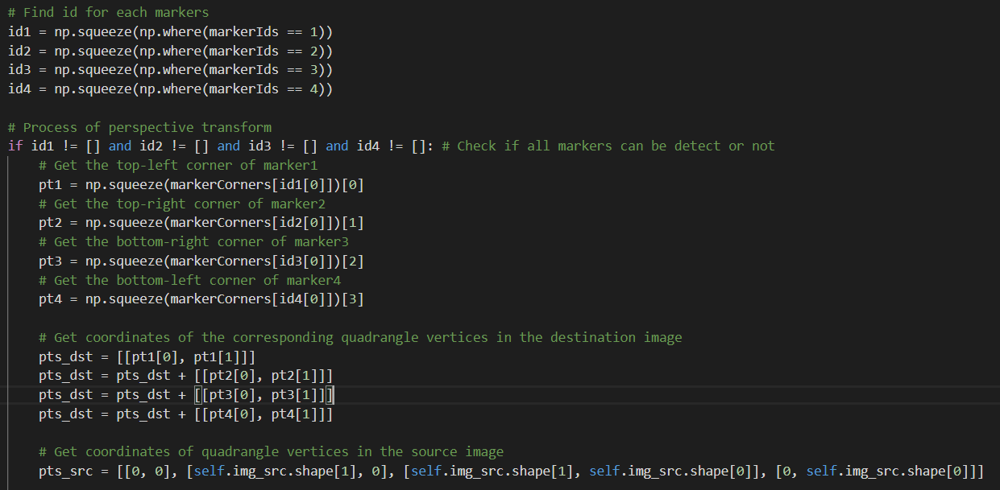 # Find id for each markers
id1 = np.squeeze(np.where(markerIds == 1))
id2 = np.squeeze(np.where(markerIds == 2))
id3 = np.squeeze(np.where(markerIds == 3))
id4 = np.squeeze(np.where(markerIds == 4))

# Process of perspective transform
if id1 != [] and id2 != [] and id3 != [] and id4 != []: # Check if all markers can be detect or not
    # Get the top-left corner of marker1
    pt1 = np.squeeze(markerCorners[id1[0]])[0]
    # Get the top-right corner of marker2
    pt2 = np.squeeze(markerCorners[id2[0]])[1]
    # Get the bottom-right corner of marker3
    pt3 = np.squeeze(markerCorners[id3[0]])[2]
    # Get the bottom-left corner of marker4
    pt4 = np.squeeze(markerCorners[id4[0]])[3]

    # Get coordinates of the corresponding quadrangle vertices in the destination image
    pts_dst = [[pt1[0], pt1[1]]]
    pts_dst = pts_dst + [[pt2[0], pt2[1]]]
    pts_dst = pts_dst + [[pt3[0], pt3[1]]]
    pts_dst = pts_dst + [[pt4[0], pt4[1]]]

    # Get coordinates of quadrangle vertices in the source image
    pts_src = [[0, 0], [self.img_src.shape[1], 0], [self.img_src.shape[1], self.img_src.shape[0]], [0, self.img_src.shape[0]]]